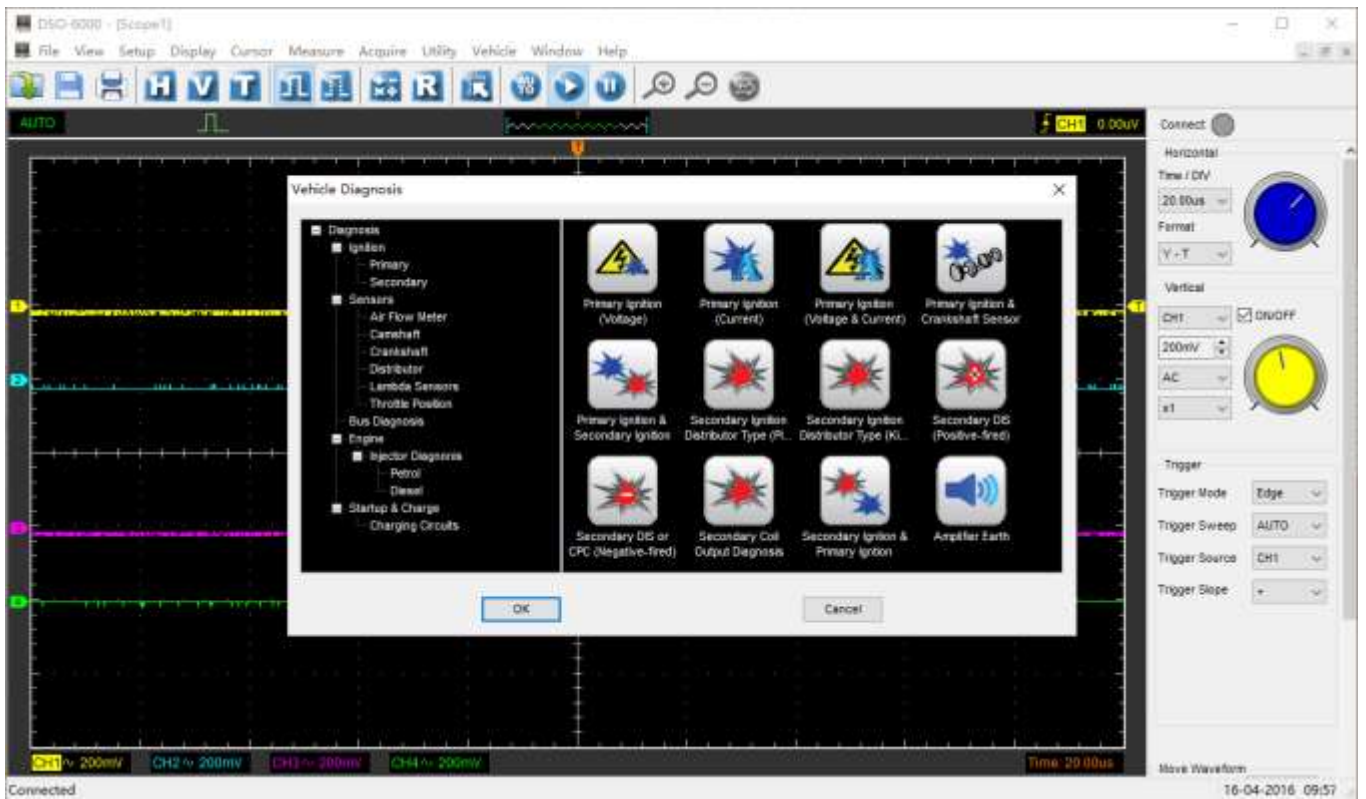 DSO-6000 - [Scope1]
File View Setup Display Cursor Measure Acquire Utility Vehicle Window Help
H V T R AUTO
AUTO
T
CH1 0.00uV
Connect
Horizontal
Time / DIV
20.00us
Format
Y - T
Vertical
CH1 ON/OFF
200mV
AC
x1
Trigger
Trigger Mode Edge
Trigger Sweep AUTO
Trigger Source CH1
Trigger Slope +
Move Waveform
Vehicle Diagnosis
Diagnosis
Ignition
Primary
Secondary
Sensors
Air Flow Meter
Camshaft
Crankshaft
Distributor
Lambda Sensors
Throttle Position
Bus Diagnosis
Engine
Injector Diagnosis
Petrol
Diesel
Startup & Charge
Charging Circuits
Primary Ignition
(Voltage)
Primary Ignition
(Current)
Primary Ignition
(Voltage & Current)
Primary Ignition &
Crankshaft Sensor
Primary Ignition &
Secondary Ignition
Secondary Ignition
Distributor Type (Pl...
Secondary Ignition
Distributor Type (Ki...
Secondary DIS
(Positive-fired)
Secondary DIS or
CPC (Negative-fired)
Secondary Coil
Output Diagnosis
Secondary Ignition &
Primary Ignition
Amplifier Earth
OK
Cancel
1
2
3
4
T
CH1 200mV CH2 200mV CH3 200mV CH4 200mV
Time: 20.00us
Connected
16-04-2016 09:57